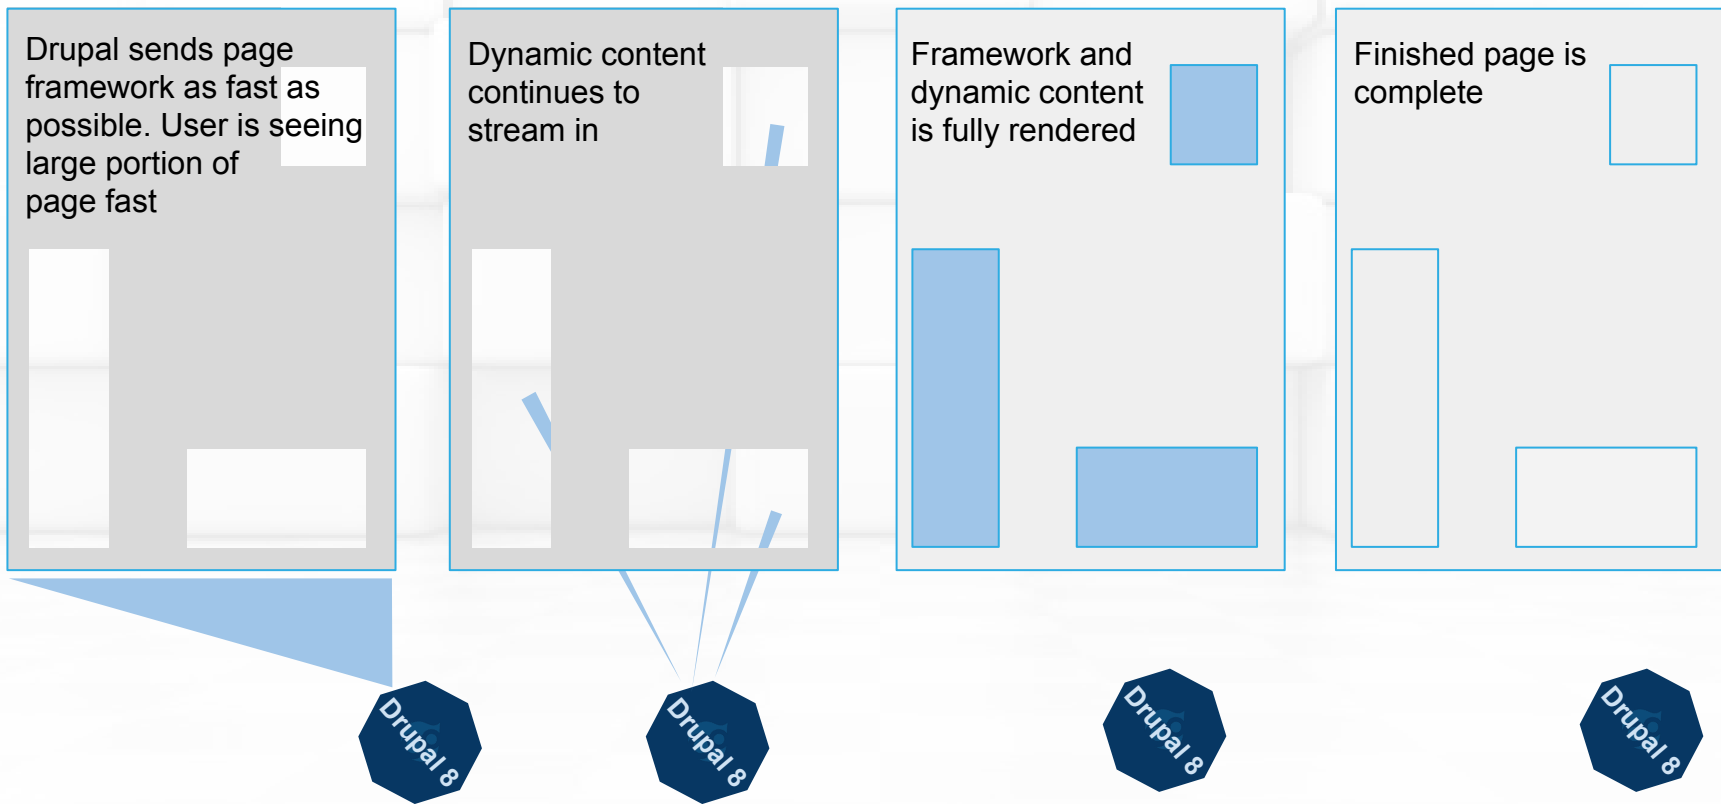 Drupal sends page
framework as fast as
possible. User is seeing
large portion of
page fast
Dynamic content
continues to
stream in
Framework and
dynamic content
is fully rendered
Finished page is
complete
Drupal 8
Drupal 8
Drupal 8
Drupal 8